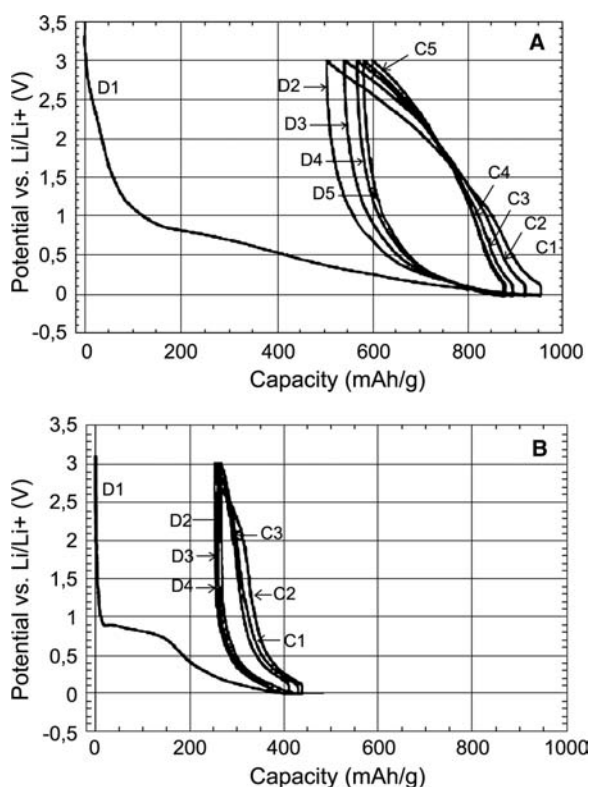 3,5
A
3
C5
D1
D2
2,5
D3
2
D4
1,5
C4
D5
C3
1
C2
C1
0,5
0
-0,5
Potential vs. Li/Li+ (V)
0 200 400 600 800 1000
Capacity (mAh/g)
3,5
B
3
D1
2,5
D2
C3
2
D3
1,5
D4
C2
1
C1
0,5
0
-0,5
Potential vs. Li/Li+ (V)
0 200 400 600 800 1000
Capacity (mAh/g)